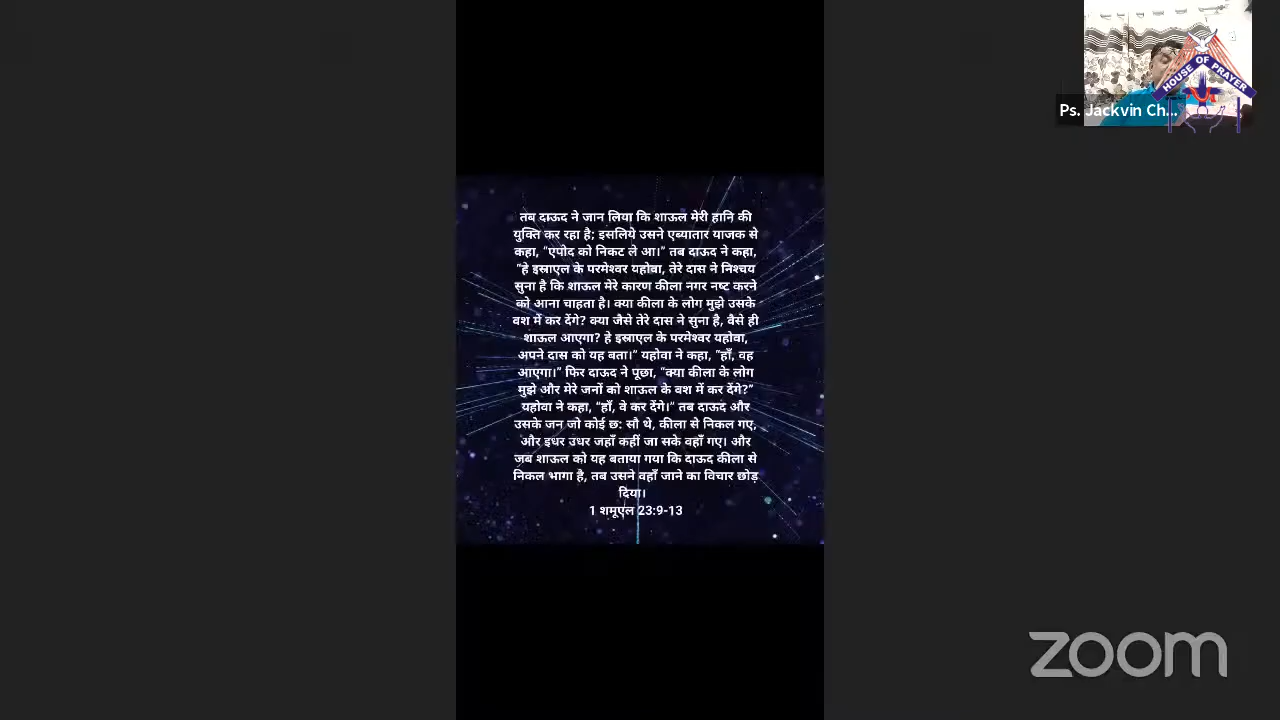 HOUSE OF PRAYER
Ps. Jackvin Ch...
तब दाऊद ने जान लिया कि शाऊल मेरी हानि की
युक्ति कर रहा है; इसलिये उसने एब्यातार याजक से
कहा, “एपोद को निकट ले आ।” तब दाऊद ने कहा,
“हे इस्राएल के परमेश्वर यहोवा, तेरे दास ने निश्चय
सुना है कि शाऊल मेरे कारण कीला नगर नष्ट करने
को आना चाहता है। क्या कीला के लोग मुझे उसके
वश में कर देंगे? क्या जैसे तेरे दास ने सुना है, वैसे ही
शाऊल आएगा? हे इस्राएल के परमेश्वर यहोवा,
अपने दास को यह बता।” यहोवा ने कहा, “हाँ, वह
आएगा।” फिर दाऊद ने पूछा, “क्या कीला के लोग
मुझे और मेरे जनों को शाऊल के वश में कर देंगे?”
यहोवा ने कहा, “हाँ, वे कर देंगे।” तब दाऊद और
उसके जन जो कोई छ: सौ थे, कीला से निकल गए,
और इधर उधर जहाँ कहीं जा सके वहाँ गए। और
जब शाऊल को यह बताया गया कि दाऊद कीला से
निकल भागा है, तब उसने वहाँ जाने का विचार छोड़
दिया।
1 शमूएल 23:9-13
zoom